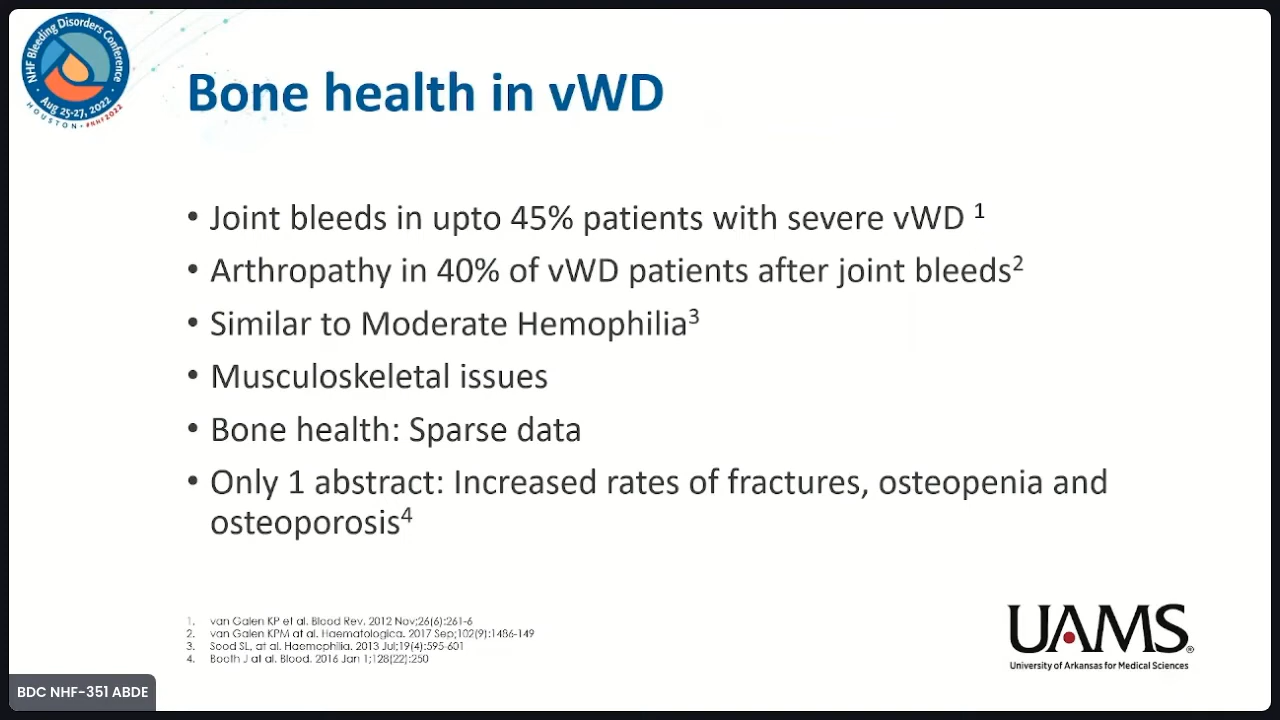 NHF Bleeding Disorders Conference
Aug 25-27, 2022
HOUSTON • #NHF2022
Bone health in vWD
• Joint bleeds in upto 45% patients with severe vWD 1
• Arthropathy in 40% of vWD patients after joint bleeds2
• Similar to Moderate Hemophilia3
• Musculoskeletal issues
• Bone health: Sparse data
• Only 1 abstract: Increased rates of fractures, osteopenia and
osteoporosis4
1. van Galen KP et al. Blood Rev. 2012 Nov;26(6):261-6
2. van Galen KPM at al. Haematologica. 2017 Sep;102(9):1486-149
3. Sood SL, at al. Haemophilia. 2013 Jul;19(4):595-601
4. Booth J at al. Blood. 2016 Jan 1;128(22):250
UAMS®
University of Arkansas for Medical Sciences
BDC NHF-351 ABDE